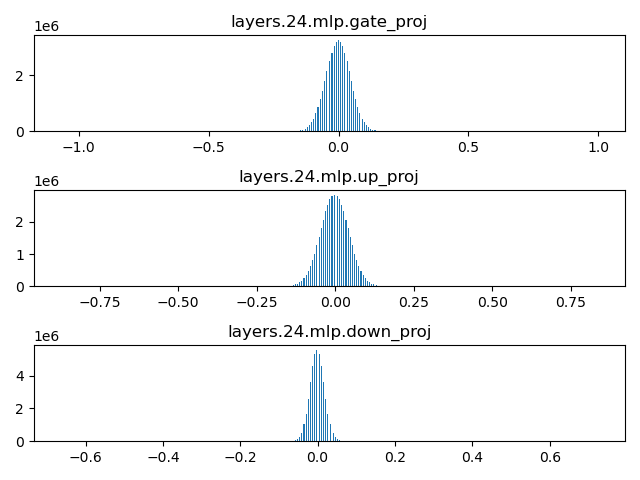 layers.24.mlp.gate_proj
1e6
2
0
−1.0 −0.5 0.0 0.5 1.0
layers.24.mlp.up_proj
1e6
2
1
0
−0.75 −0.50 −0.25 0.00 0.25 0.50 0.75
layers.24.mlp.down_proj
1e6
4
2
0
−0.6 −0.4 −0.2 0.0 0.2 0.4 0.6